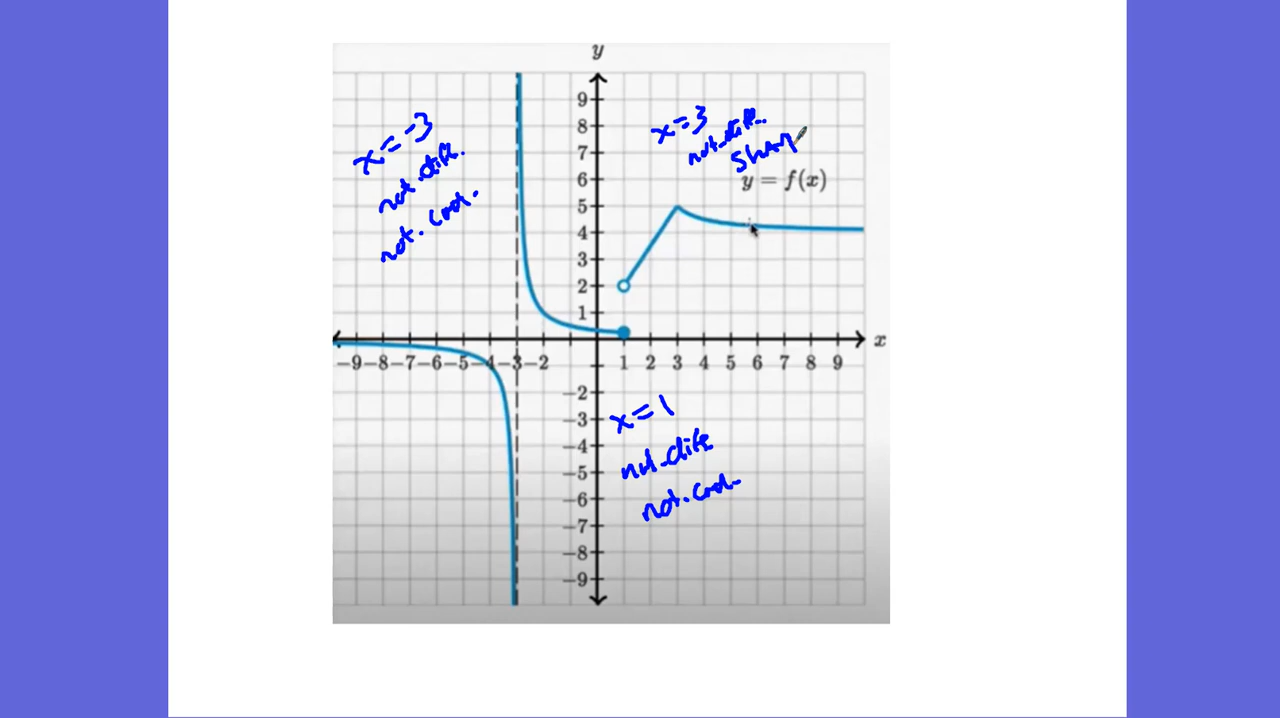 y
9
8
7
6
5
4
3
2
1
x = -3
not. diff.
not. cont.
x = 3
not. diff.
sharp
y = f(x)
x
-9 -8 -7 -6 -5 -4 -3 -2
1 2 3 4 5 6 7 8 9
-2
-3
-4
-5
-6
-7
-8
-9
x = 1
not. diff
not. cont.